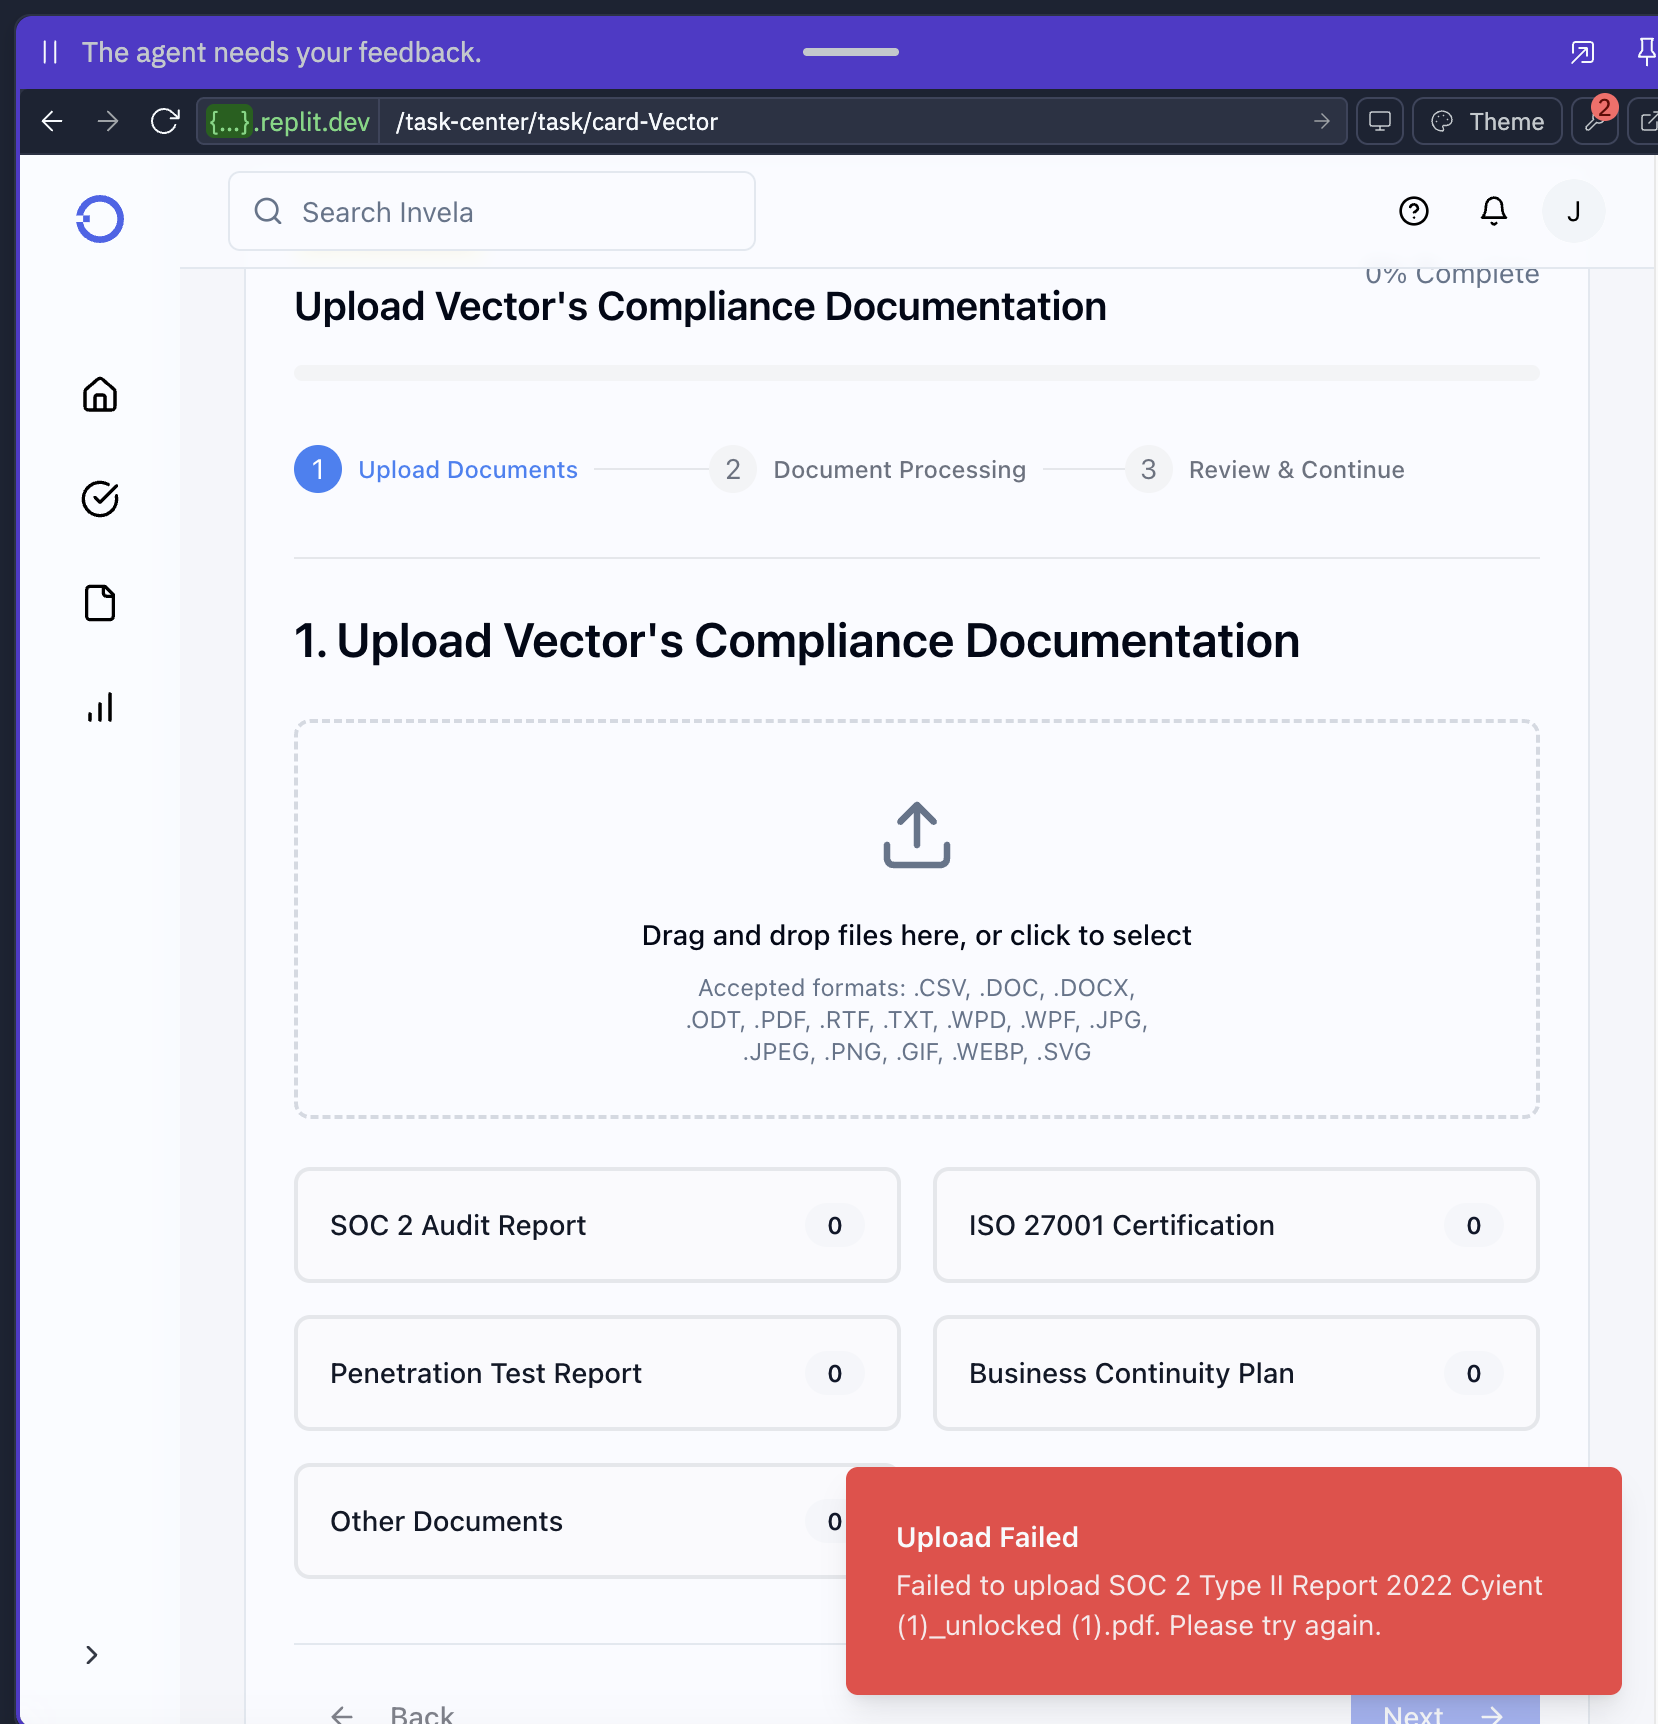 The agent needs your feedback.
{...}.replit.dev /task-center/task/card-Vector Theme 2
Search Invela J
0% Complete
Upload Vector's Compliance Documentation
1 Upload Documents 2 Document Processing 3 Review & Continue
1. Upload Vector's Compliance Documentation
Drag and drop files here, or click to select
Accepted formats: .CSV, .DOC, .DOCX,
.ODT, .PDF, .RTF, .TXT, .WPD, .WPF, .JPG,
.JPEG, .PNG, .GIF, .WEBP, .SVG
SOC 2 Audit Report 0 ISO 27001 Certification 0
Penetration Test Report 0 Business Continuity Plan 0
Other Documents 0
Upload Failed
Failed to upload SOC 2 Type II Report 2022 Cyient
(1)_unlocked (1).pdf. Please try again.
Back Next